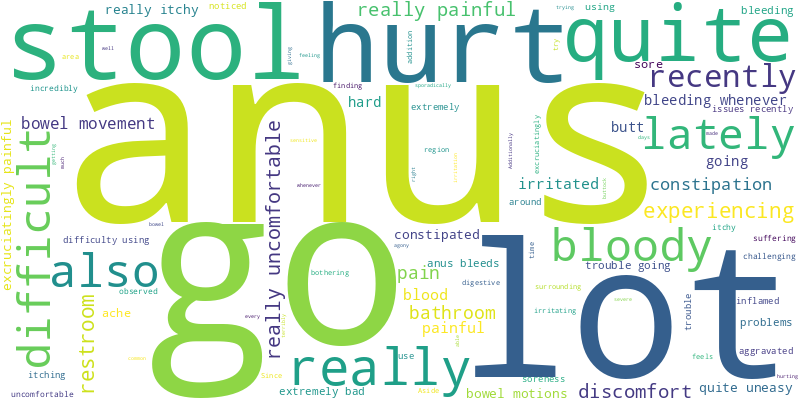 really itchy
noticed
really painful
using
trying
bleeding
stool
hurt
quite
well
area
giving
feeling
addition
try
sore
recently
incredibly
finding
sporadically
hard
extremely
bleeding whenever
issues recently
anus
bowel movement
butt
lately
made
days
excruciatingly painful
difficult
getting
much
really uncomfortable
sensitive
region
Additionally
excruciatingly
going
right
irritated
constipation
whenever
buttock
around
experiencing
bowel
go
lot
difficulty using
constipated
agony
itchy
suffering
time
bloody
also
anus bleeds
trouble going
challenging
bothering
pain
digestive
observed
restroom
blood
surrounding
severe
trouble
inflamed
ache
bathroom
irritating
problems
painful
every
able
really
use
feels
aggravated
itching
soreness
hurting
uncomfortable
Since
extremely bad
Aside
bowel motions
discomfort
quite uneasy